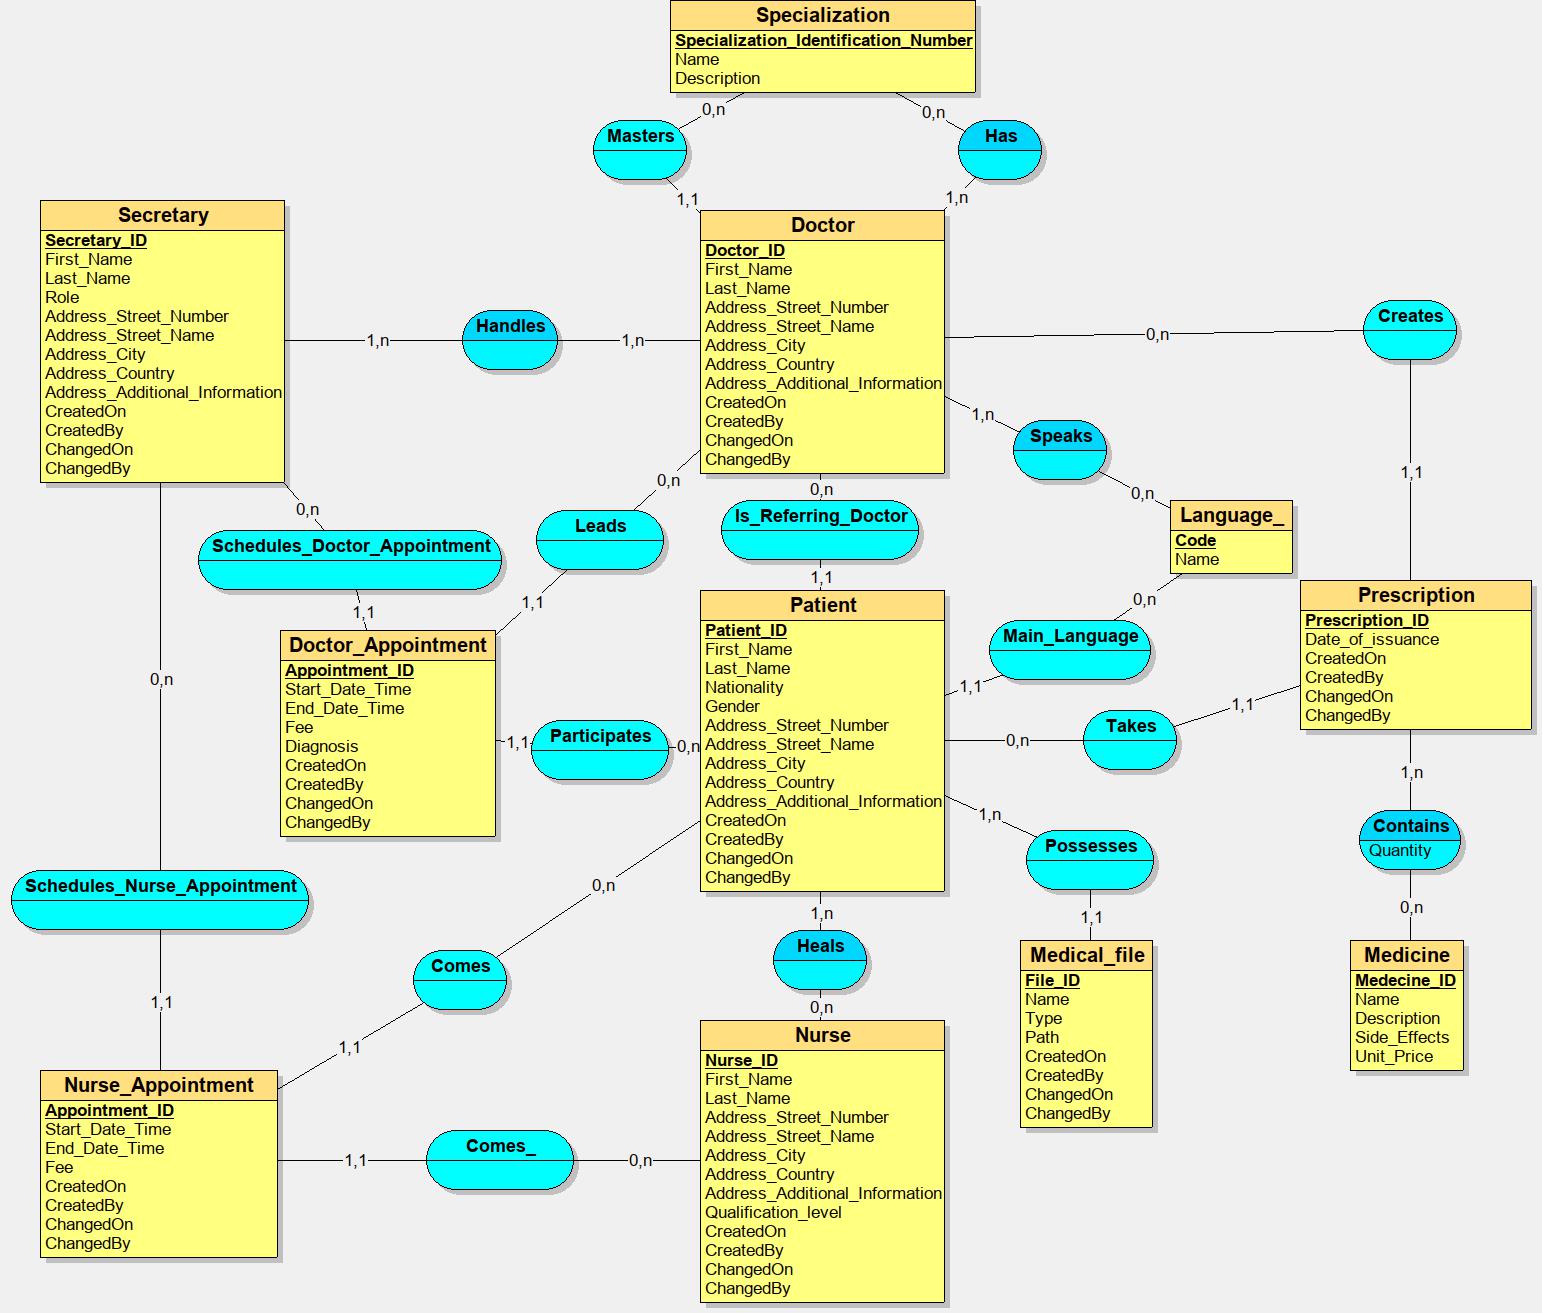 Specialization
Specialization_Identification_Number
Name
Description
0,n
0,n
Masters
Has
1,1
1,n
Secretary
Secretary_ID
First_Name
Last_Name
Role
Address_Street_Number
Address_Street_Name
Address_City
Address_Country
Address_Additional_Information
CreatedOn
CreatedBy
ChangedOn
ChangedBy
1,n
Handles
1,n
Doctor
Doctor_ID
First_Name
Last_Name
Address_Street_Number
Address_Street_Name
Address_City
Address_Country
Address_Additional_Information
CreatedOn
CreatedBy
ChangedOn
ChangedBy
0,n
Creates
1,1
1,n
Speaks
0,n
Language_
Code
Name
0,n
Schedules_Doctor_Appointment
1,1
0,n
Leads
1,1
0,n
Is_Referring_Doctor
1,1
0,n
Main_Language
1,1
Prescription
Prescription_ID
Date_of_issuance
CreatedOn
CreatedBy
ChangedOn
ChangedBy
Doctor_Appointment
Appointment_ID
Start_Date_Time
End_Date_Time
Fee
Diagnosis
CreatedOn
CreatedBy
ChangedOn
ChangedBy
1,1
Participates
0,n
Patient
Patient_ID
First_Name
Last_Name
Nationality
Gender
Address_Street_Number
Address_Street_Name
Address_City
Address_Country
Address_Additional_Information
CreatedOn
CreatedBy
ChangedOn
ChangedBy
0,n
Takes
1,1
1,n
Possesses
1,1
1,n
Contains
Quantity
0,n
0,n
Schedules_Nurse_Appointment
1,1
0,n
Comes
1,1
1,n
Heals
0,n
Medical_file
File_ID
Name
Type
Path
CreatedOn
CreatedBy
ChangedOn
ChangedBy
Medicine
Medecine_ID
Name
Description
Side_Effects
Unit_Price
Nurse_Appointment
Appointment_ID
Start_Date_Time
End_Date_Time
Fee
CreatedOn
CreatedBy
ChangedOn
ChangedBy
1,1
Comes_
0,n
Nurse
Nurse_ID
First_Name
Last_Name
Address_Street_Number
Address_Street_Name
Address_City
Address_Country
Address_Additional_Information
Qualification_level
CreatedOn
CreatedBy
ChangedOn
ChangedBy